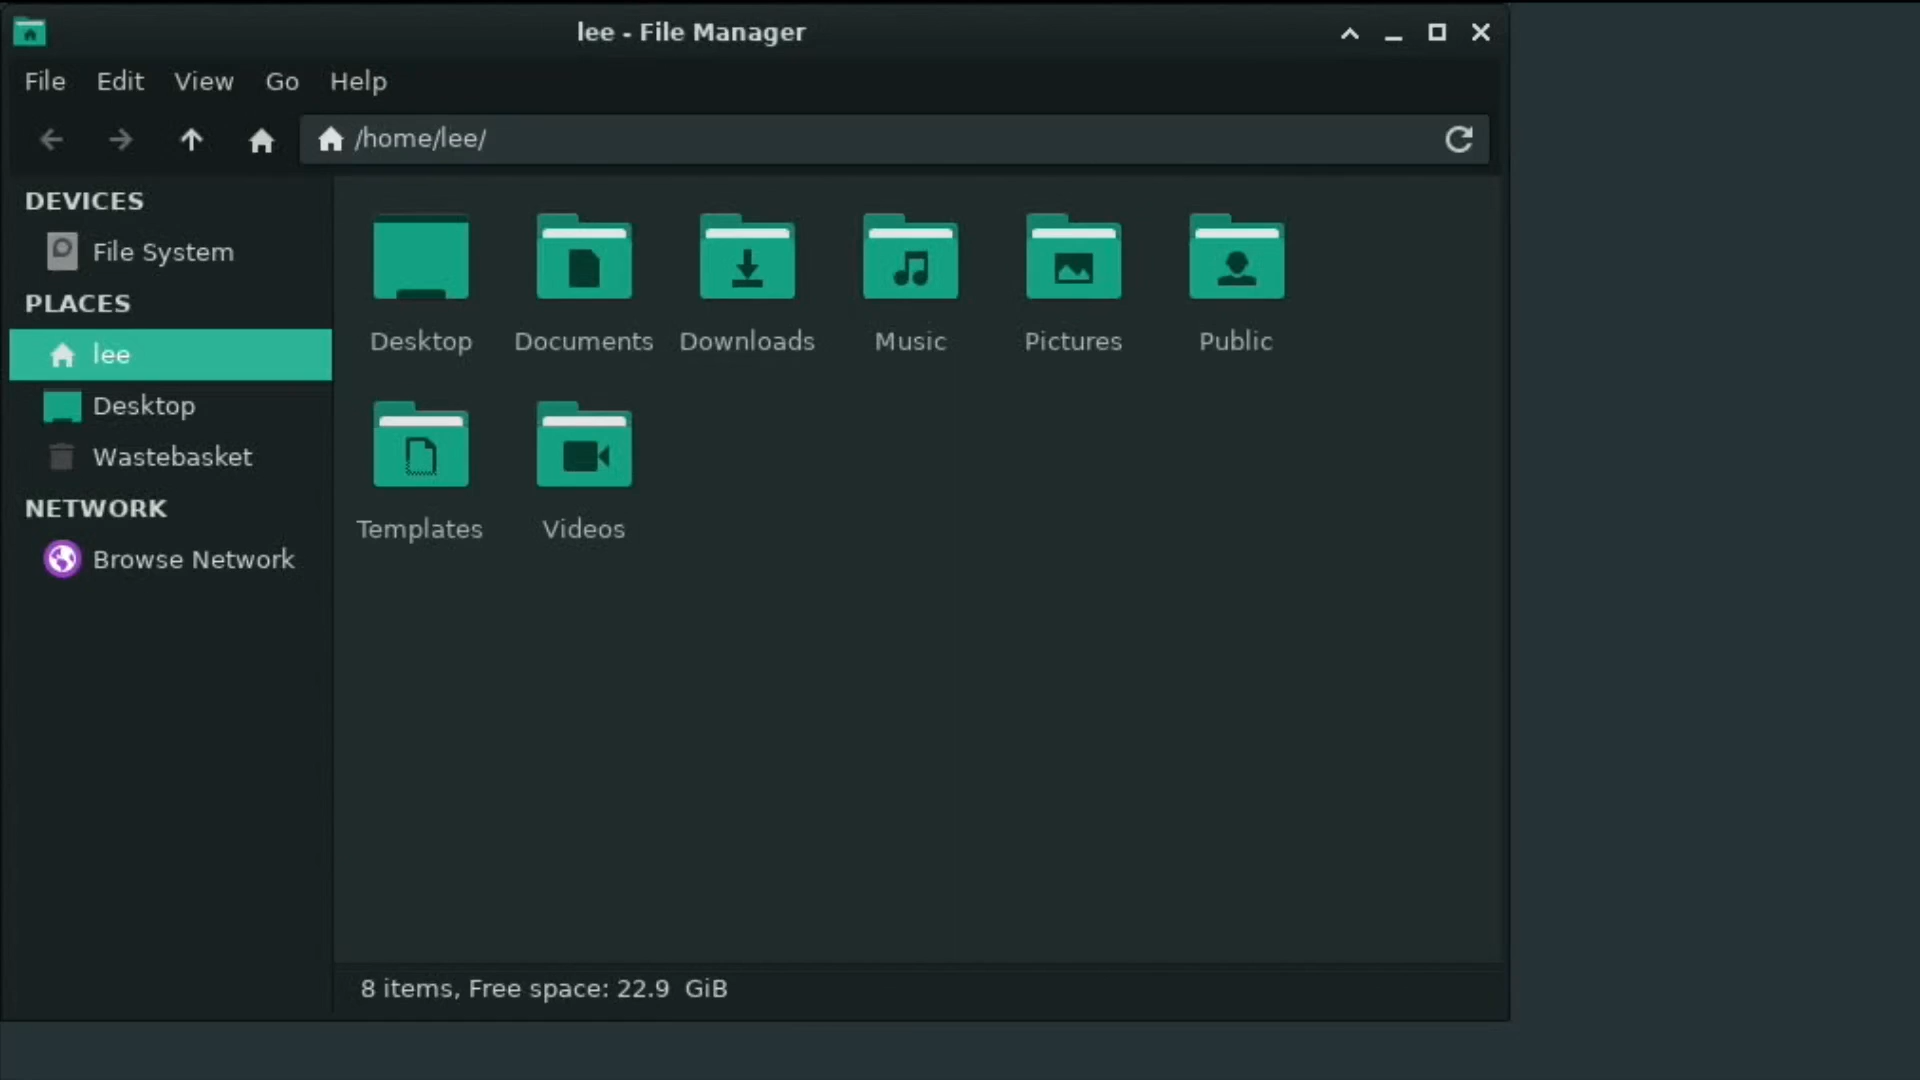 lee - File Manager
File Edit View Go Help
/home/lee/
DEVICES
File System
PLACES
lee
Desktop
Wastebasket
NETWORK
Browse Network
Desktop Documents Downloads Music Pictures Public
Templates Videos
8 items, Free space: 22.9 GiB